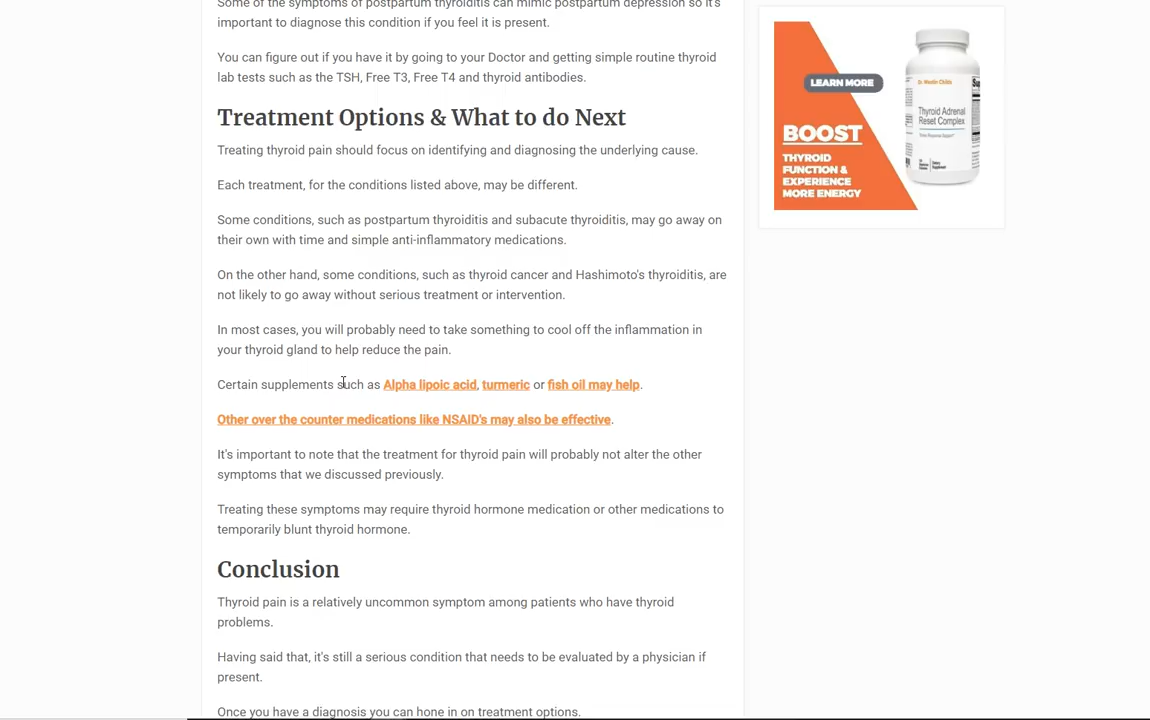 Some of the symptoms of postpartum thyroiditis can mimic postpartum depression so it's
important to diagnose this condition if you feel it is present.
You can figure out if you have it by going to your Doctor and getting simple routine thyroid
lab tests such as the TSH, Free T3, Free T4 and thyroid antibodies.
Treatment Options & What to do Next
Treating thyroid pain should focus on identifying and diagnosing the underlying cause.
Each treatment, for the conditions listed above, may be different.
Some conditions, such as postpartum thyroiditis and subacute thyroiditis, may go away on
their own with time and simple anti-inflammatory medications.
On the other hand, some conditions, such as thyroid cancer and Hashimoto's thyroiditis, are
not likely to go away without serious treatment or intervention.
In most cases, you will probably need to take something to cool off the inflammation in
your thyroid gland to help reduce the pain.
Certain supplements such as Alpha lipoic acid, turmeric or fish oil may help.
Other over the counter medications like NSAID's may also be effective.
It's important to note that the treatment for thyroid pain will probably not alter the other
symptoms that we discussed previously.
Treating these symptoms may require thyroid hormone medication or other medications to
temporarily blunt thyroid hormone.
Conclusion
Thyroid pain is a relatively uncommon symptom among patients who have thyroid
problems.
Having said that, it's still a serious condition that needs to be evaluated by a physician if
present.
Once you have a diagnosis you can hone in on treatment options.
LEARN MORE
BOOST
THYROID
FUNCTION &
EXPERIENCE
MORE ENERGY
Dr. Westin Childs
Thyroid Adrenal
Reset Complex